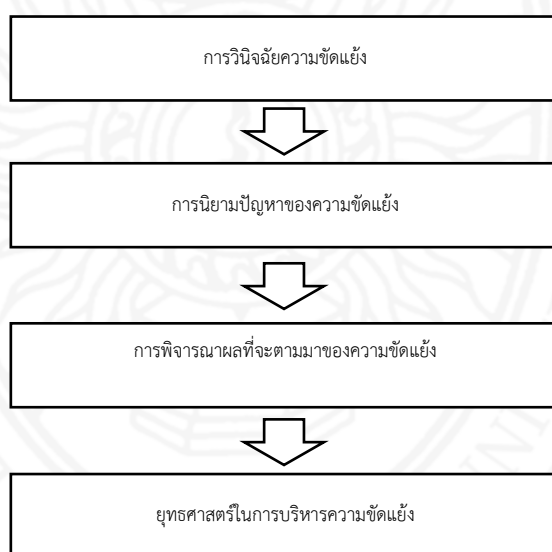 การวินิจฉัยความขัดแย้ง
การนิยามปัญหาของความขัดแย้ง
การพิจารณาผลที่จะตามมาของความขัดแย้ง
ยุทธศาสตร์ในการบริหารความขัดแย้ง